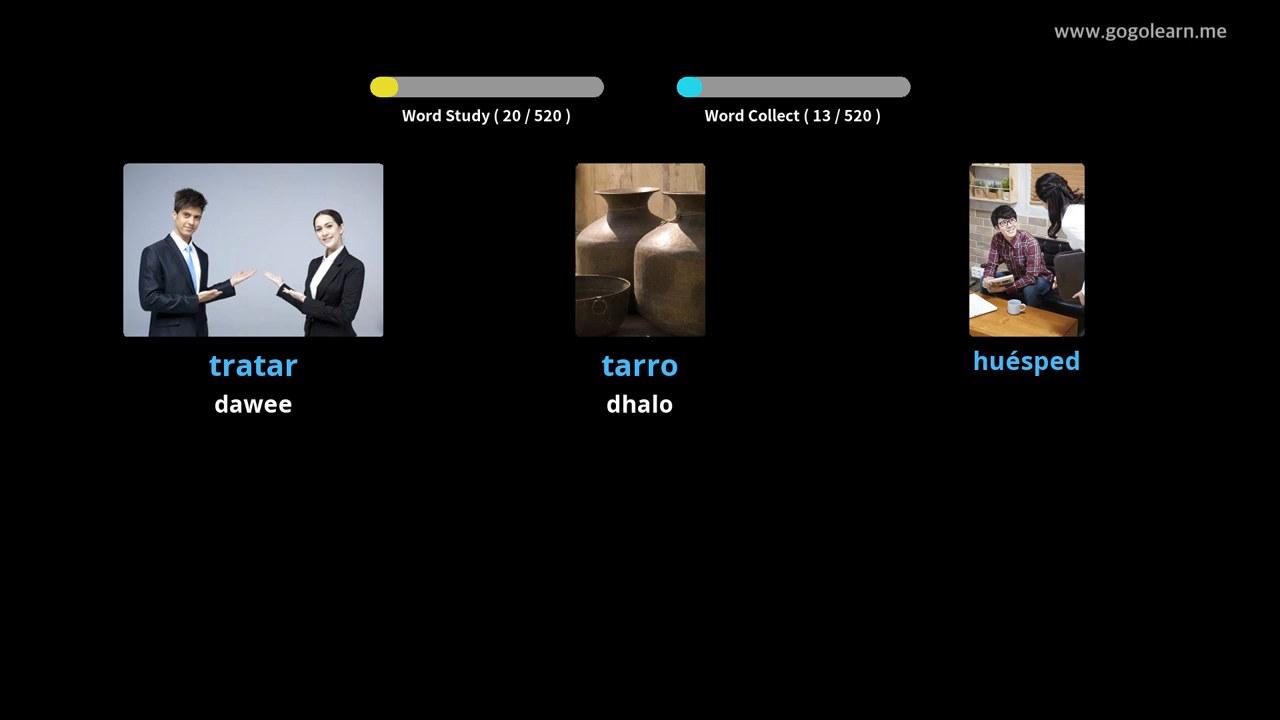 www.gogolearn.me
Word Study ( 20 / 520 )
Word Collect ( 13 / 520 )
tratar
dawee
tarro
dhalo
huésped